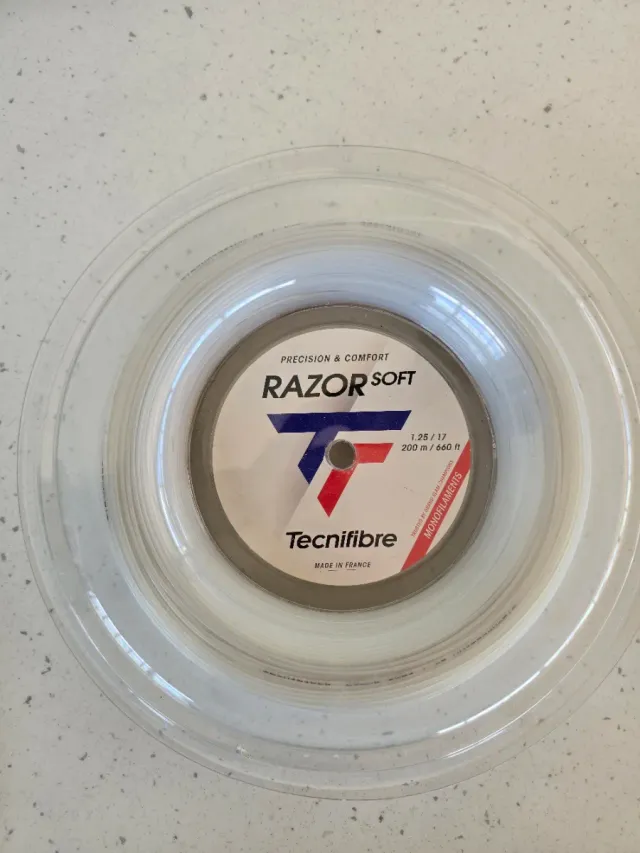 PRECISION & COMFORT
RAZOR SOFT
1.25 / 17
200 m / 660 ft
MONOFILAMENTS
Tecnifibre
MADE IN FRANCE